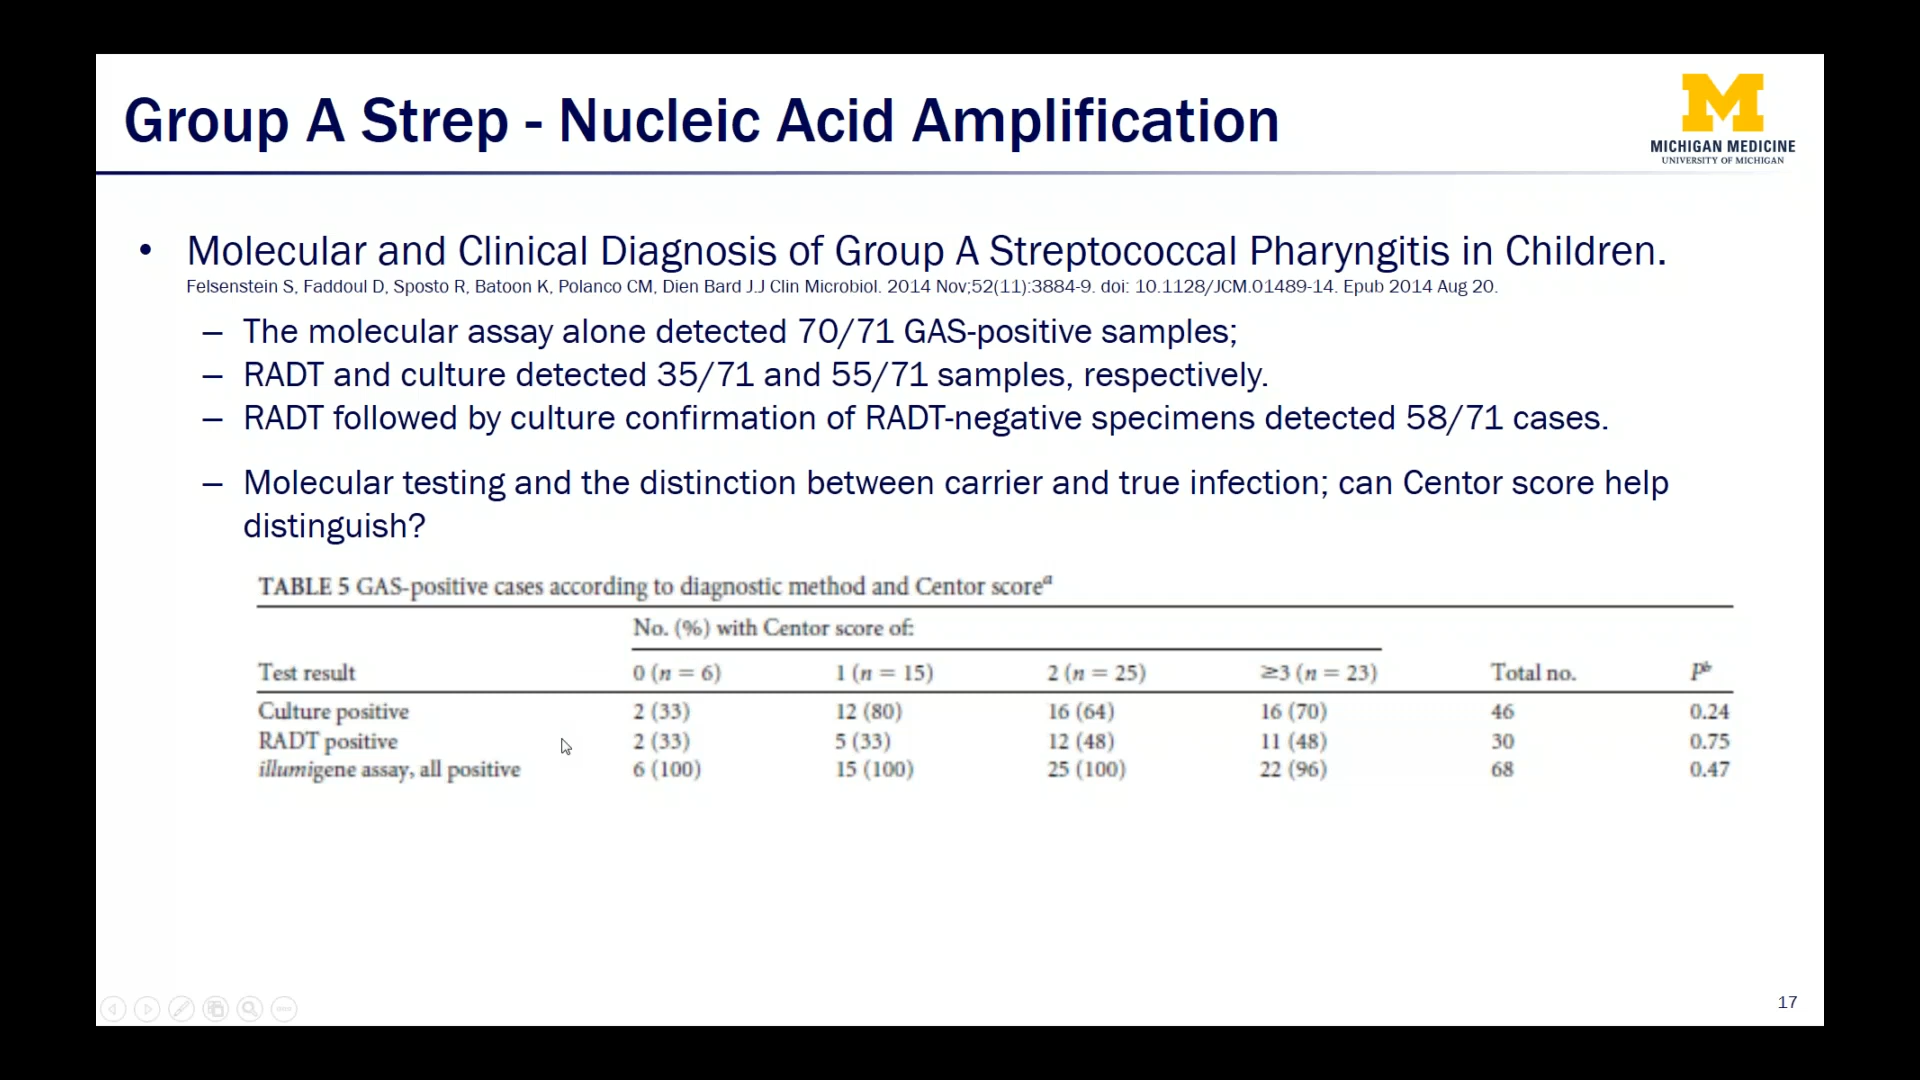 Group A Strep - Nucleic Acid Amplification
MICHIGAN MEDICINE
UNIVERSITY OF MICHIGAN
• Molecular and Clinical Diagnosis of Group A Streptococcal Pharyngitis in Children.
Felsenstein S, Faddoul D, Sposto R, Batoon K, Polanco CM, Dien Bard J.J Clin Microbiol. 2014 Nov;52(11):3884-9. doi: 10.1128/JCM.01489-14. Epub 2014 Aug 20.
– The molecular assay alone detected 70/71 GAS-positive samples;
– RADT and culture detected 35/71 and 55/71 samples, respectively.
– RADT followed by culture confirmation of RADT-negative specimens detected 58/71 cases.
– Molecular testing and the distinction between carrier and true infection; can Centor score help
distinguish?
TABLE 5 GAS-positive cases according to diagnostic method and Centor scoreᵃ
No. (%) with Centor score of:
Test result 0 (n = 6) 1 (n = 15) 2 (n = 25) ≥3 (n = 23) Total no. Pᵇ
Culture positive 2 (33) 12 (80) 16 (64) 16 (70) 46 0.24
RADT positive 2 (33) 5 (33) 12 (48) 11 (48) 30 0.75
illumigene assay, all positive 6 (100) 15 (100) 25 (100) 22 (96) 68 0.47
17